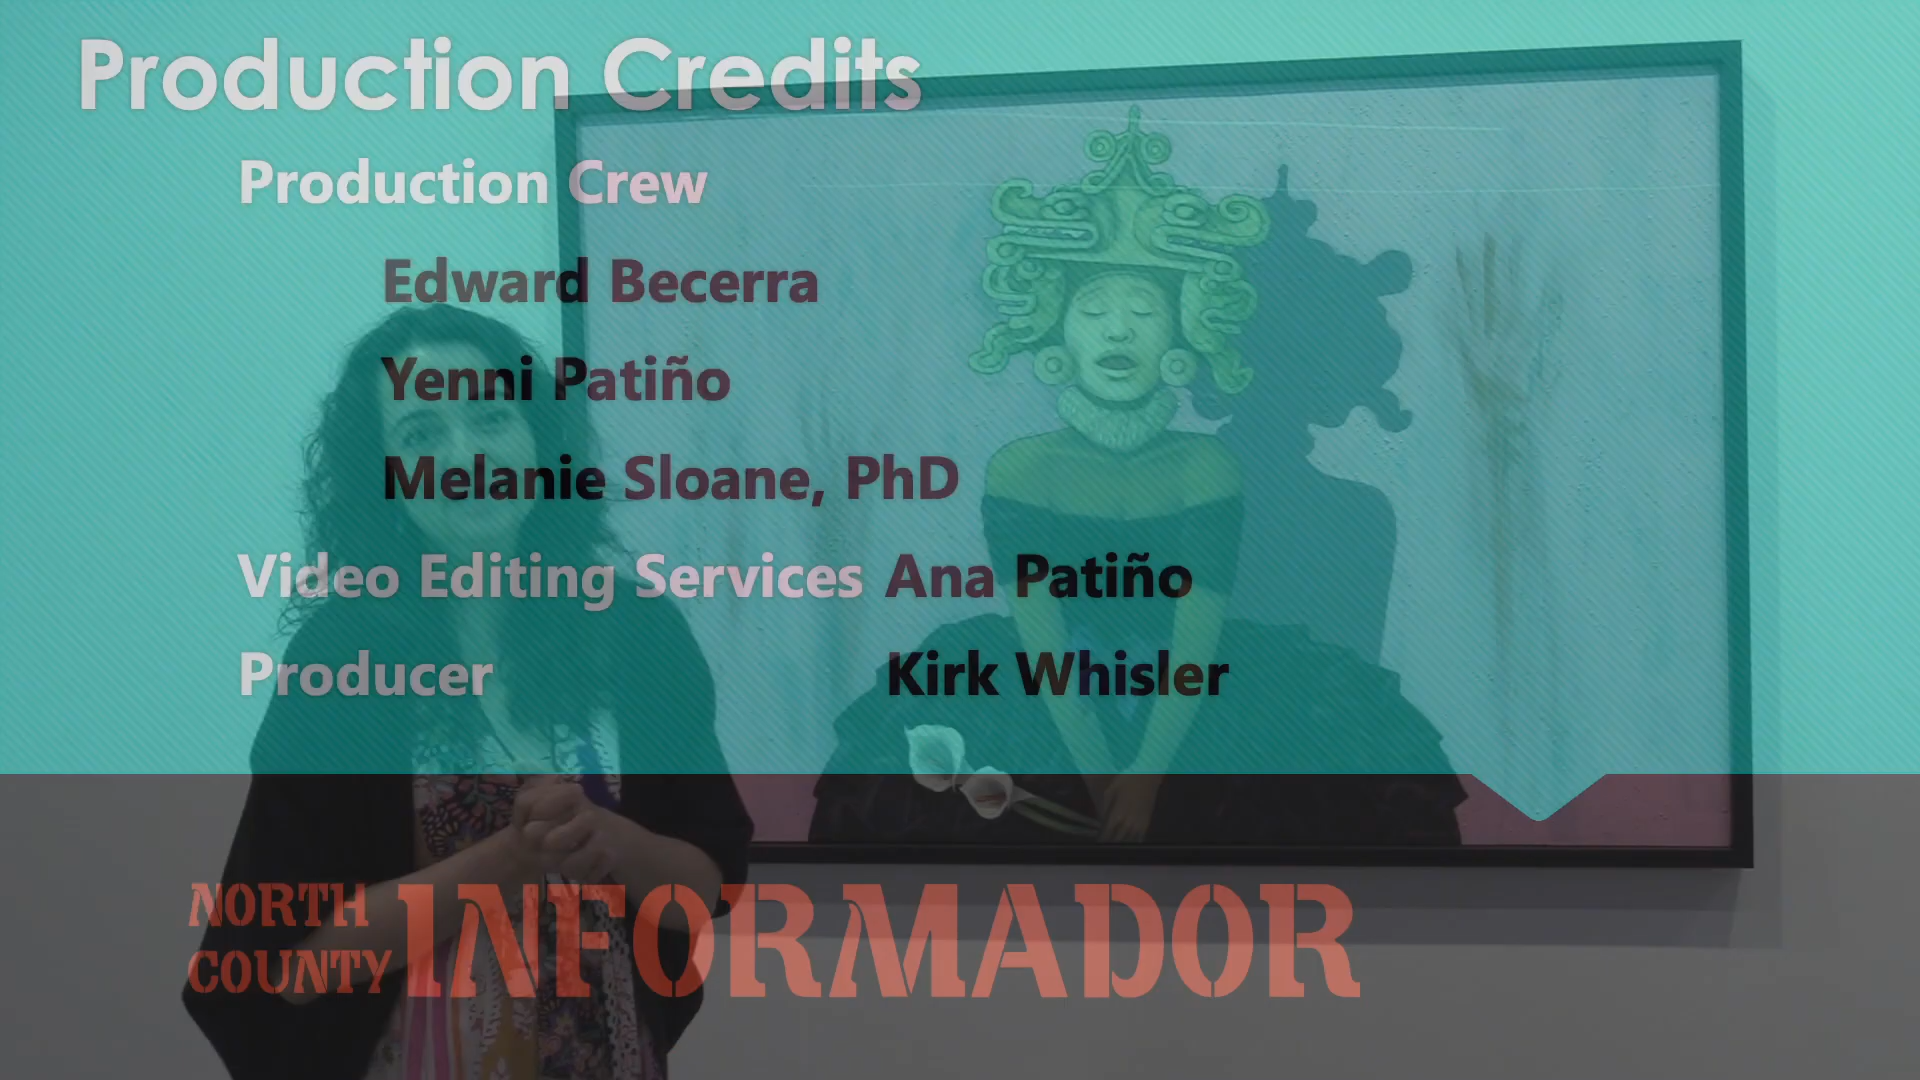 Production Credits
Production Crew
Edward Becerra
Yenni Patiño
Melanie Sloane, PhD
Video Editing Services Ana Patiño
Producer Kirk Whisler
NORTH COUNTY INFORMADOR